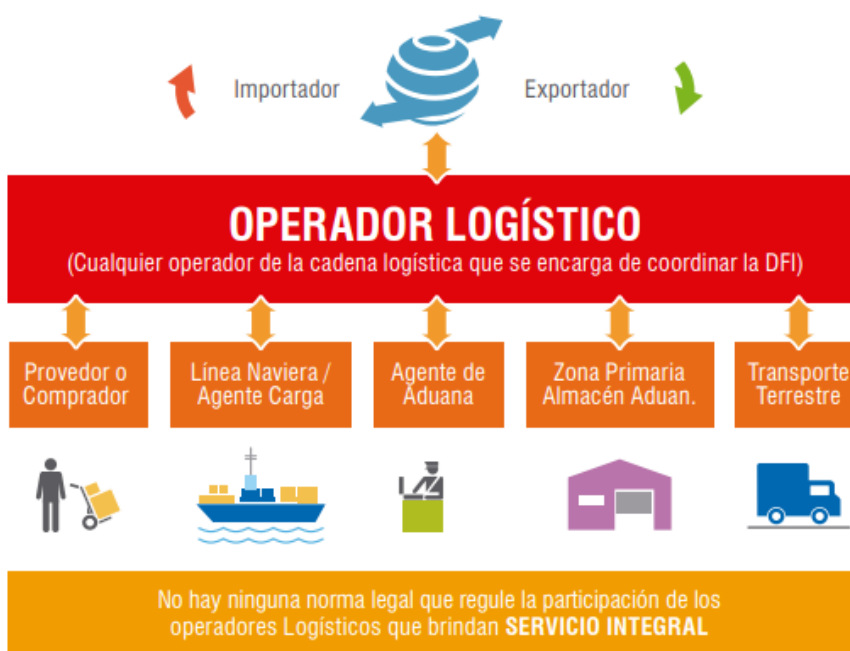 Importador
Exportador
OPERADOR LOGÍSTICO
(Cualquier operador de la cadena logística que se encarga de coordinar la DFI)
Provedor o
Comprador
Línea Naviera /
Agente Carga
Agente de
Aduana
Zona Primaria
Almacén Aduan.
Transporte
Terrestre
No hay ninguna norma legal que regule la participación de los
operadores Logísticos que brindan SERVICIO INTEGRAL